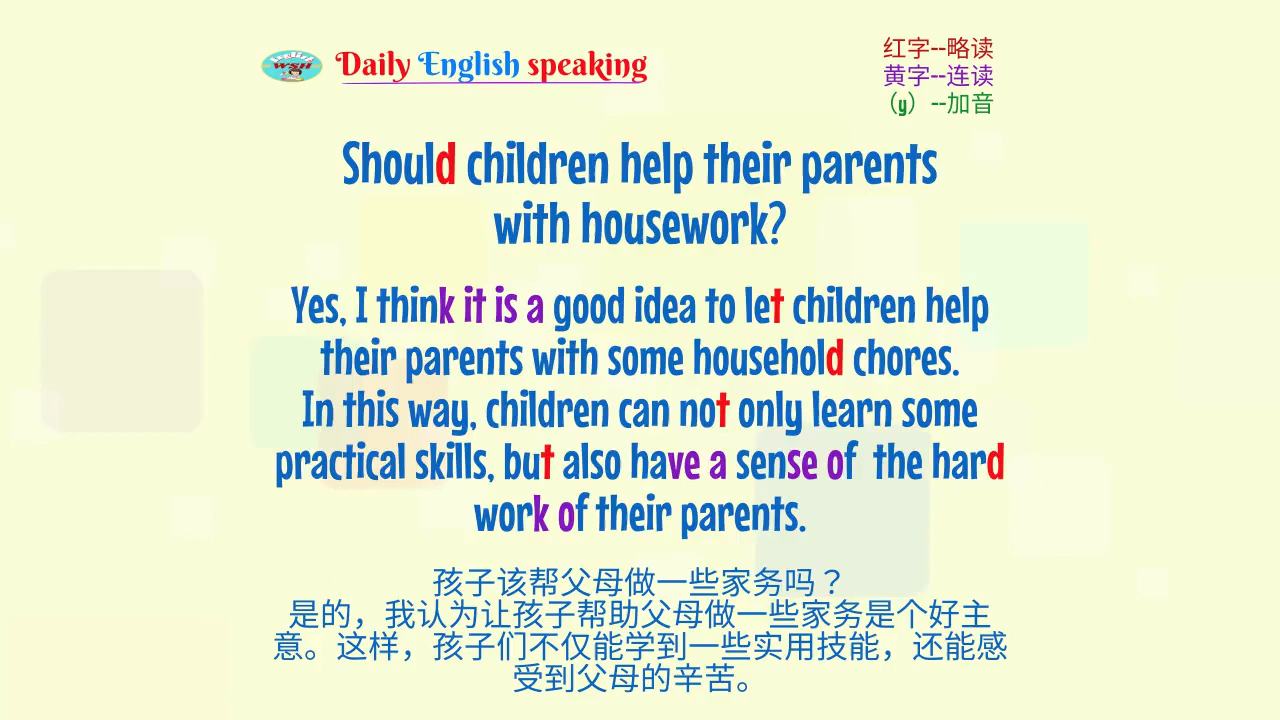 WSH
Daily English speaking
红字--略读
黄字--连读
（y）--加音
Should children help their parents
with housework?
Yes, I think it is a good idea to let children help
their parents with some household chores.
In this way, children can not only learn some
practical skills, but also have a sense of the hard
work of their parents.
孩子该帮父母做一些家务吗？
是的，我认为让孩子帮助父母做一些家务是个好主
意。这样，孩子们不仅能学到一些实用技能，还能感
受到父母的辛苦。